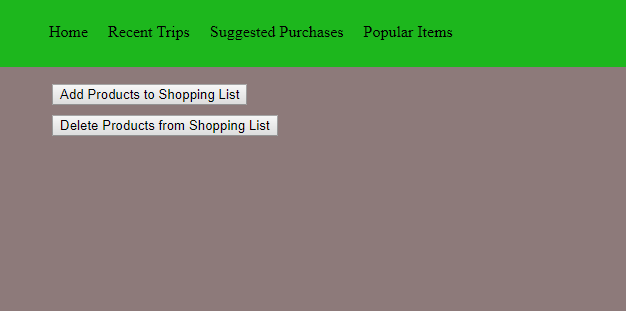 Home Recent Trips Suggested Purchases Popular Items
Add Products to Shopping List
Delete Products from Shopping List